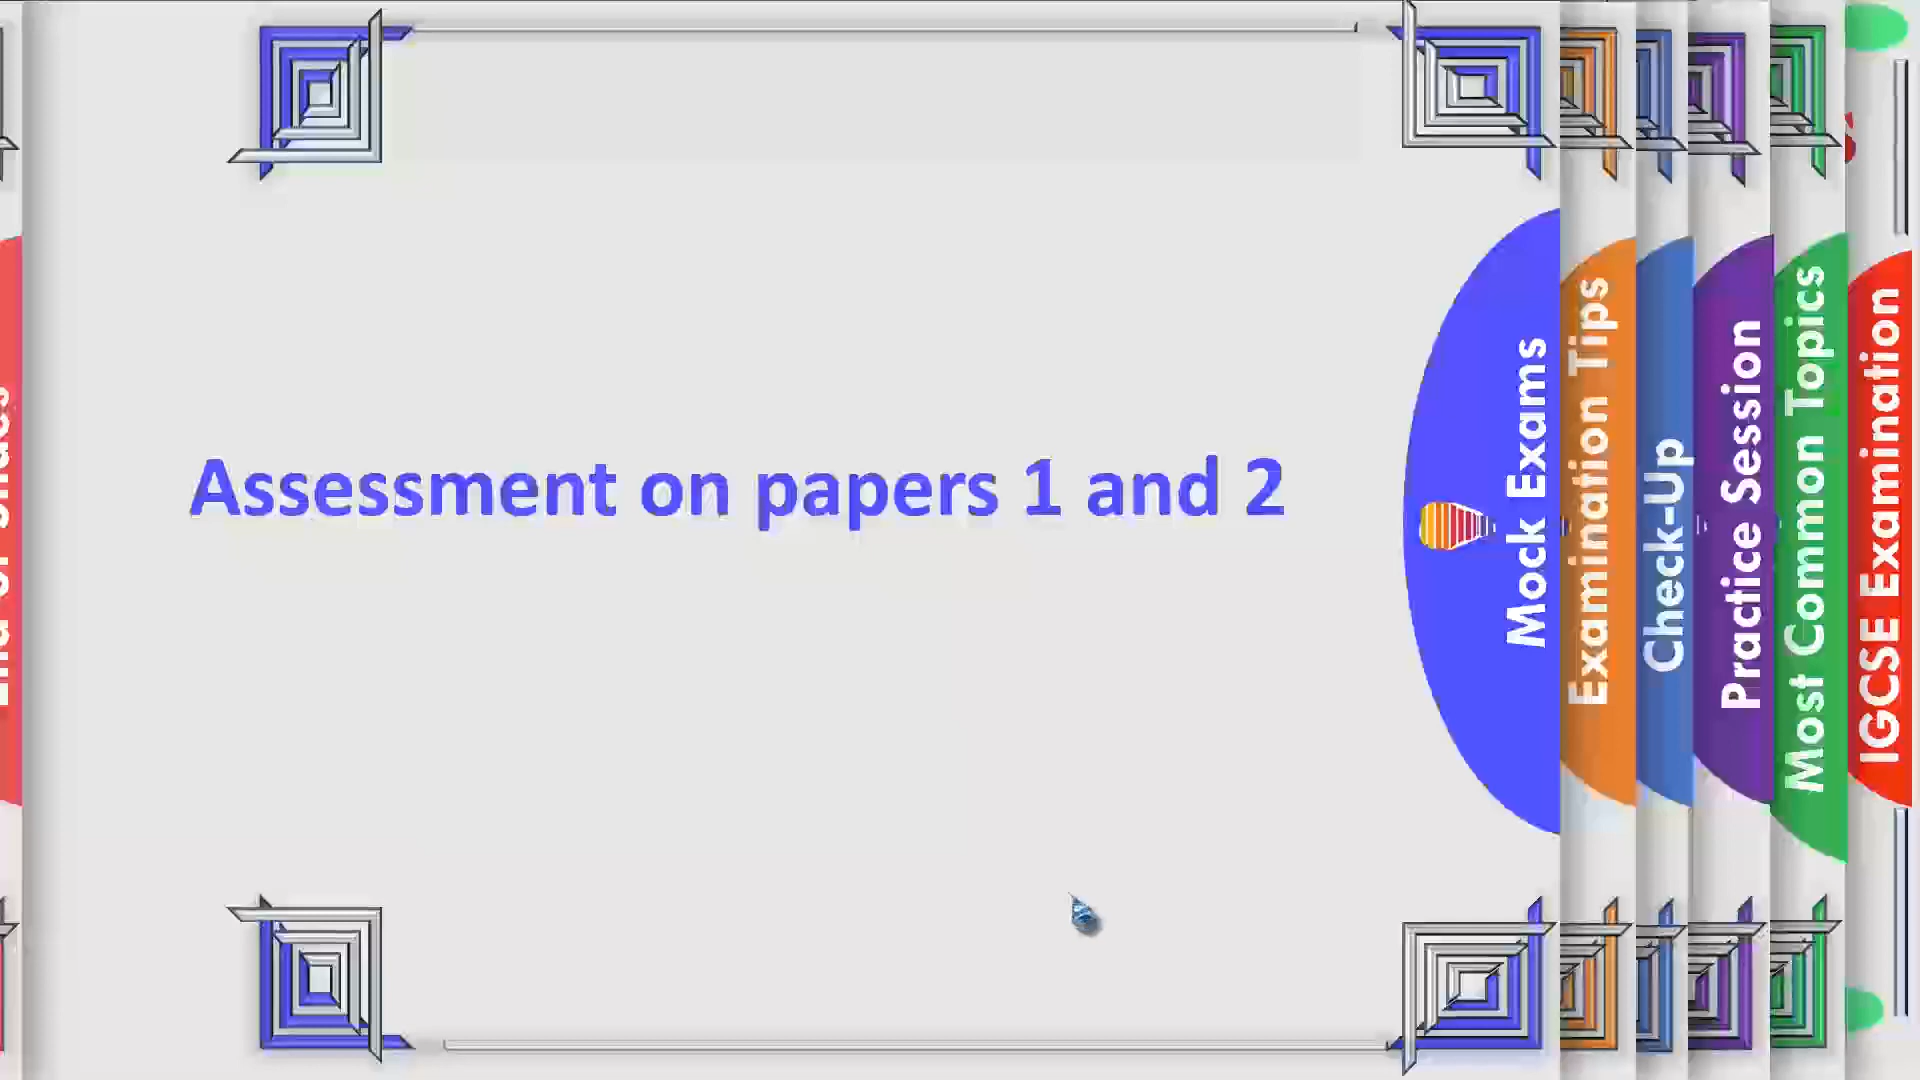 Assessment on papers 1 and 2
Mock Exams
Examination Tips
Check-Up
Practice Session
Most Common Topics
IGCSE Examination